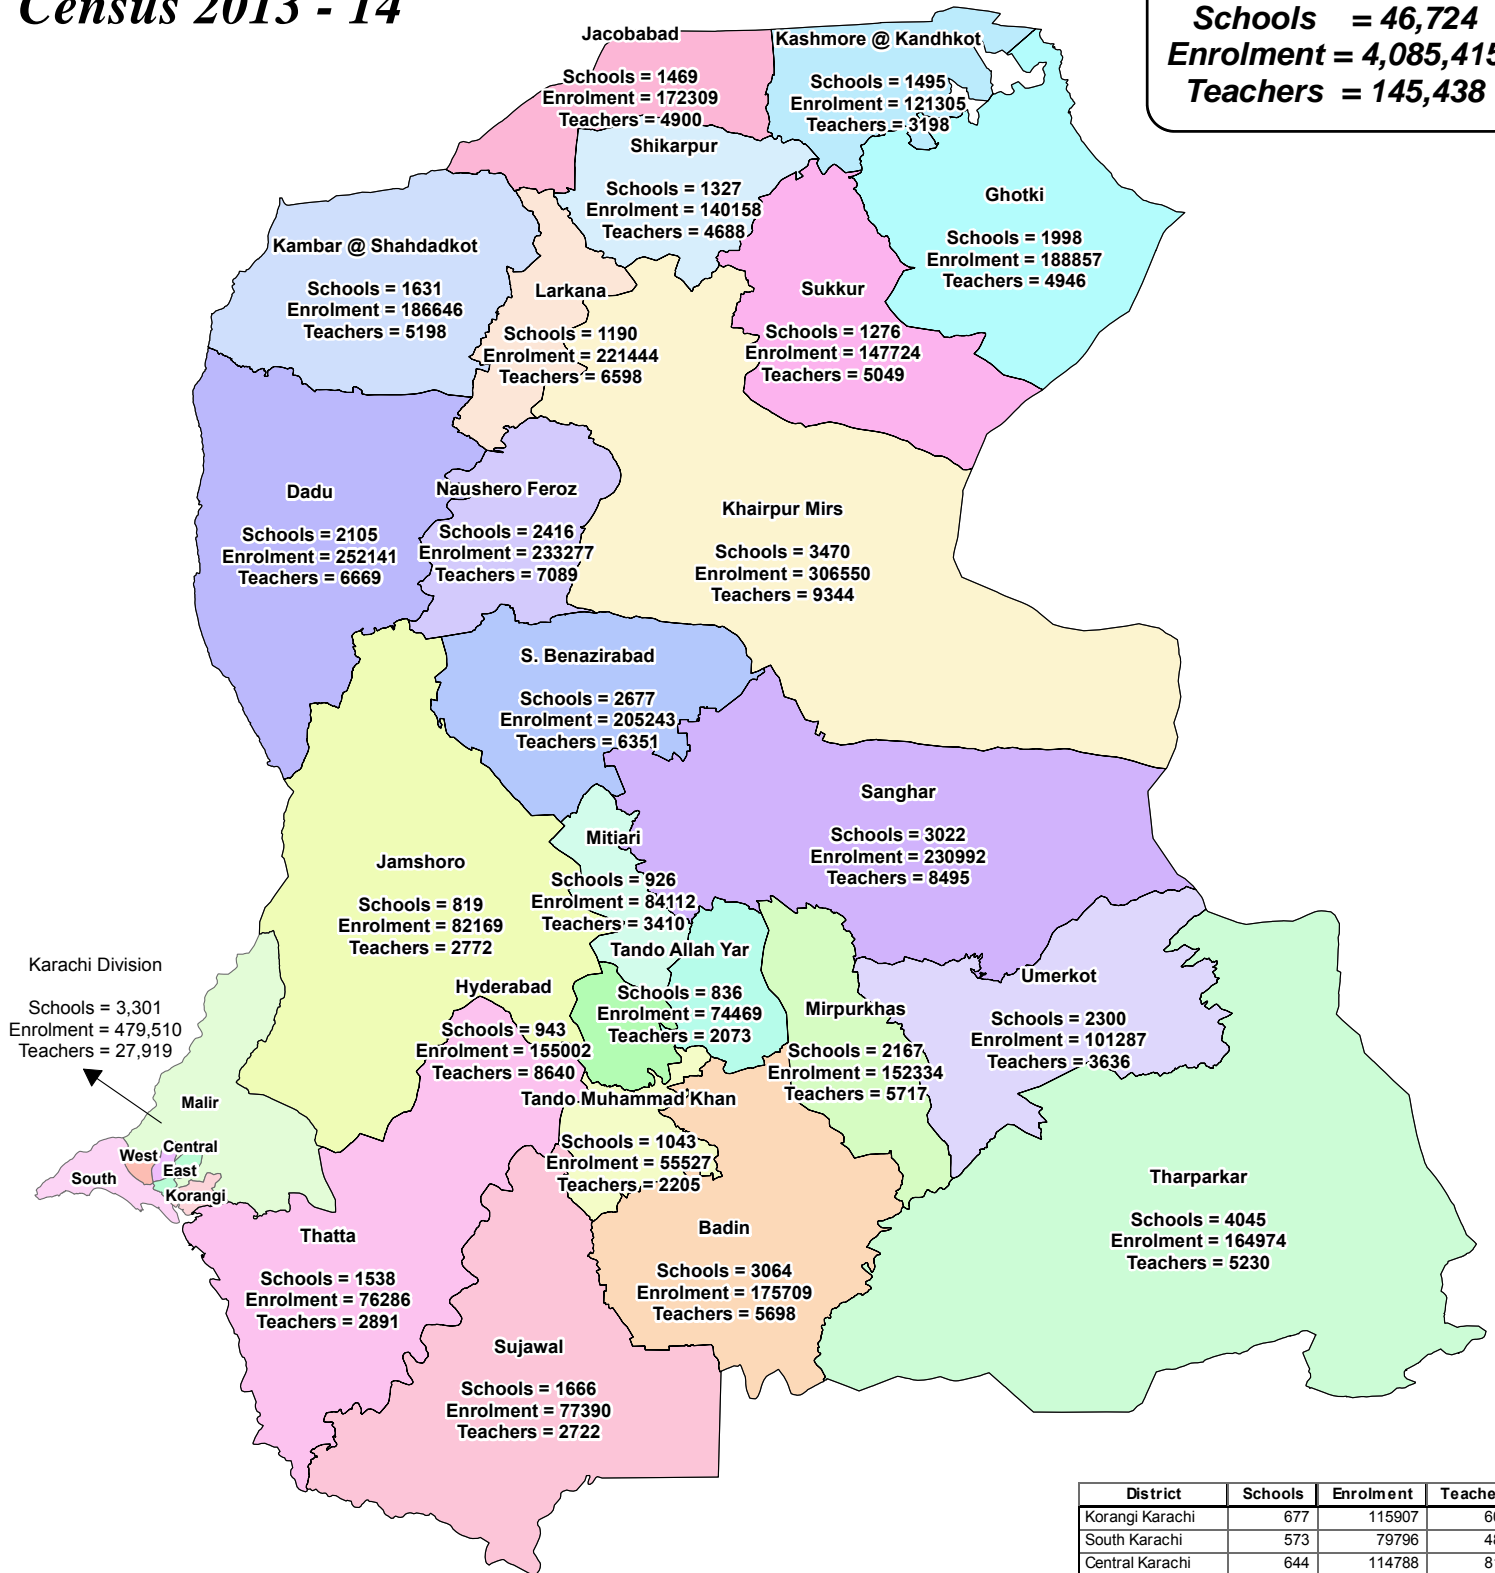 Census 2013 - 14
Schools = 46,724
Enrolment = 4,085,415
Teachers = 145,438
Jacobabad
Schools = 1469
Enrolment = 172309
Teachers = 4900
Kashmore @ Kandhkot
Schools = 1495
Enrolment = 121305
Teachers = 3198
Shikarpur
Schools = 1327
Enrolment = 140158
Teachers = 4688
Ghotki
Schools = 1998
Enrolment = 188857
Teachers = 4946
Kambar @ Shahdadkot
Schools = 1631
Enrolment = 186646
Teachers = 5198
Larkana
Schools = 1190
Enrolment = 221444
Teachers = 6598
Sukkur
Schools = 1276
Enrolment = 147724
Teachers = 5049
Dadu
Schools = 2105
Enrolment = 252141
Teachers = 6669
Naushero Feroz
Schools = 2416
Enrolment = 233277
Teachers = 7089
Khairpur Mirs
Schools = 3470
Enrolment = 306550
Teachers = 9344
S. Benazirabad
Schools = 2677
Enrolment = 205243
Teachers = 6351
Sanghar
Schools = 3022
Enrolment = 230992
Teachers = 8495
Mitiari
Schools = 926
Enrolment = 84112
Teachers = 3410
Jamshoro
Schools = 819
Enrolment = 82169
Teachers = 2772
Karachi Division
Schools = 3,301
Enrolment = 479,510
Teachers = 27,919
Hyderabad
Schools = 943
Enrolment = 155002
Teachers = 8640
Tando Allah Yar
Schools = 836
Enrolment = 74469
Teachers = 2073
Mirpurkhas
Schools = 2167
Enrolment = 152334
Teachers = 5717
Umerkot
Schools = 2300
Enrolment = 101287
Teachers = 3636
Tando Muhammad Khan
Schools = 1043
Enrolment = 55527
Teachers = 2205
Malir
Central
West
East
South
Korangi
Thatta
Schools = 1538
Enrolment = 76286
Teachers = 2891
Badin
Schools = 3064
Enrolment = 175709
Teachers = 5698
Tharparkar
Schools = 4045
Enrolment = 164974
Teachers = 5230
Sujawal
Schools = 1666
Enrolment = 77390
Teachers = 2722
District Schools Enrolment
Korangi Karachi 677 115907
South Karachi 573 79796
Central Karachi 644 114788